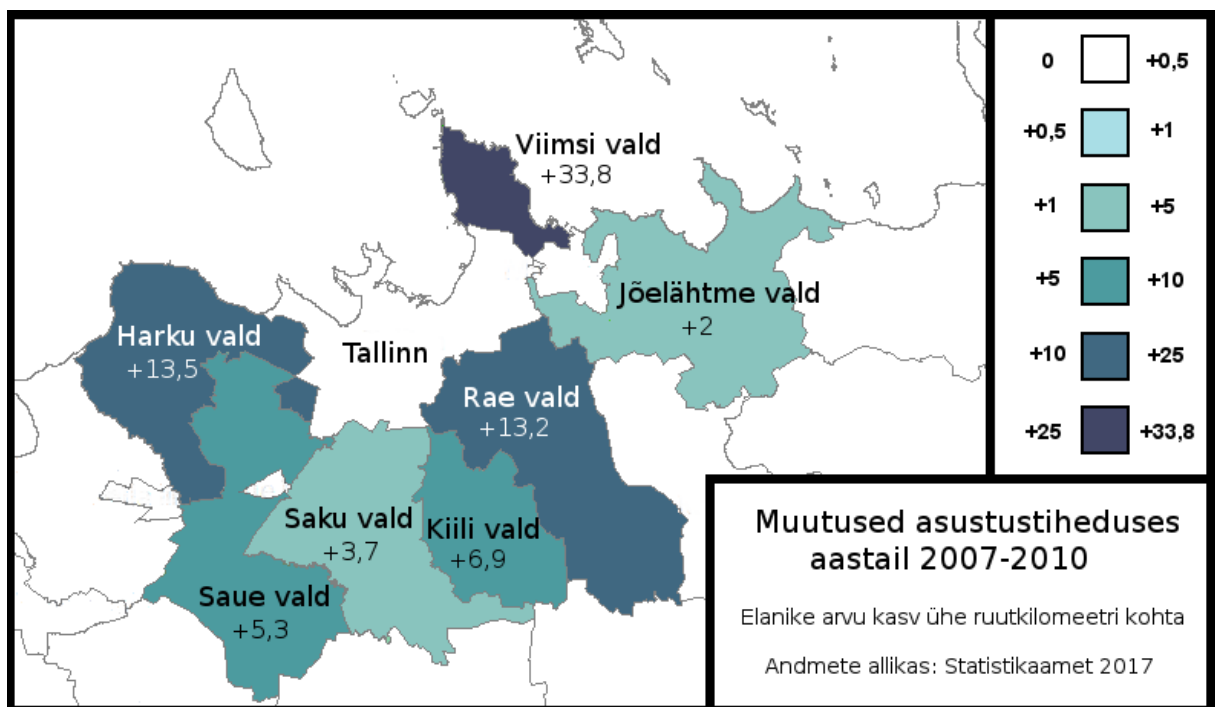 Viimsi vald
+33,8
Jõelähtme vald
+2
Harku vald
+13,5
Tallinn
Rae vald
+13,2
Saku vald
+3,7
Kiili vald
+6,9
Saue vald
+5,3
0 +0,5
+0,5 +1
+1 +5
+5 +10
+10 +25
+25 +33,8
Muutused asustustiheduses
aastail 2007-2010
Elanike arvu kasv ühe ruutkilomeetri kohta
Andmete allikas: Statistikaamet 2017